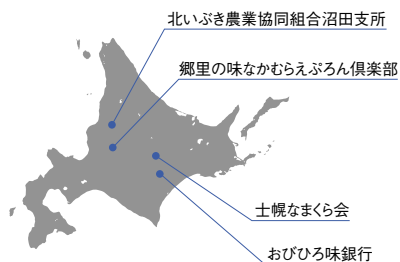 北いぶき農業協同組合沼田支所
郷里の味なかむらえぷろん倶楽部
士幌なまくら会
おびひろ味銀行